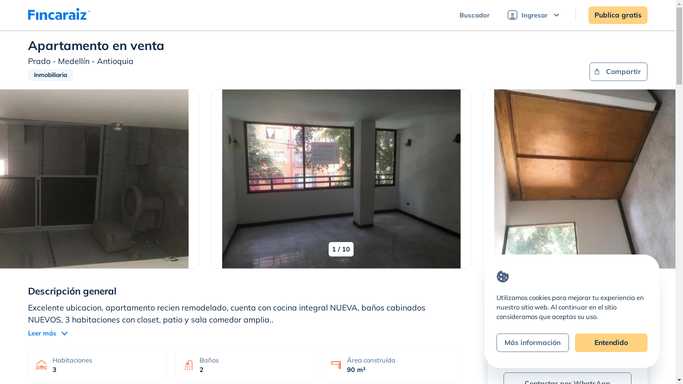 Fincaraiz
Buscador
Ingresar
Publica gratis
Apartamento en venta
Prado - Medellín - Antioquia
Inmobiliaria
Compartir
1 / 10
Descripción general
Excelente ubicacion, apartamento recien remodelado, cuenta con cocina integral NUEVA, baños cabinados
NUEVOS, 3 habitaciones con closet, patio y sala comedor amplia..
Leer más
Habitaciones
3
Baños
2
Área construida
90 m²
Utilizamos cookies para mejorar tu experiencia en
nuestro sitio web. Al continuar en el sitio
consideramos que aceptas su uso.
Más información
Entendido
Contactar por WhatsApp